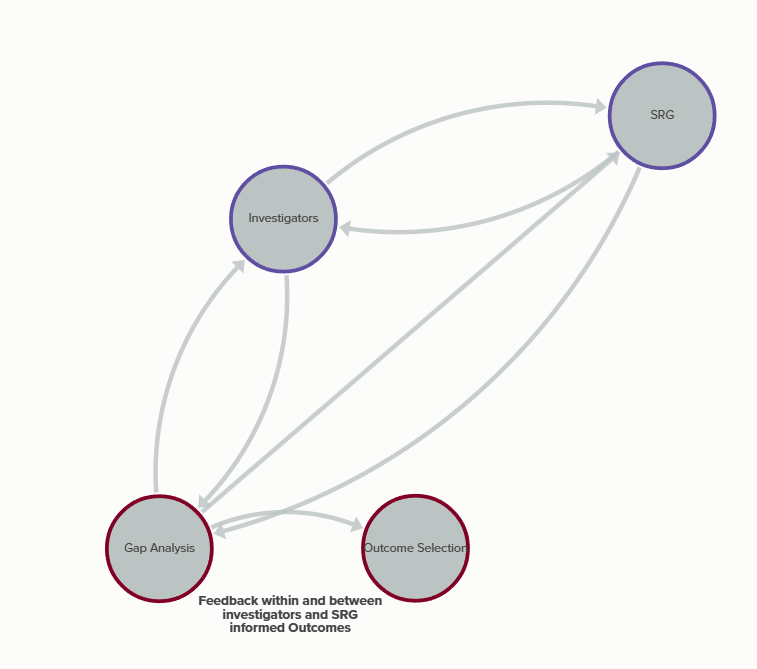 SRG
Investigators
Gap Analysis
Outcome Selection
Feedback within and between
investigators and SRG
informed Outcomes